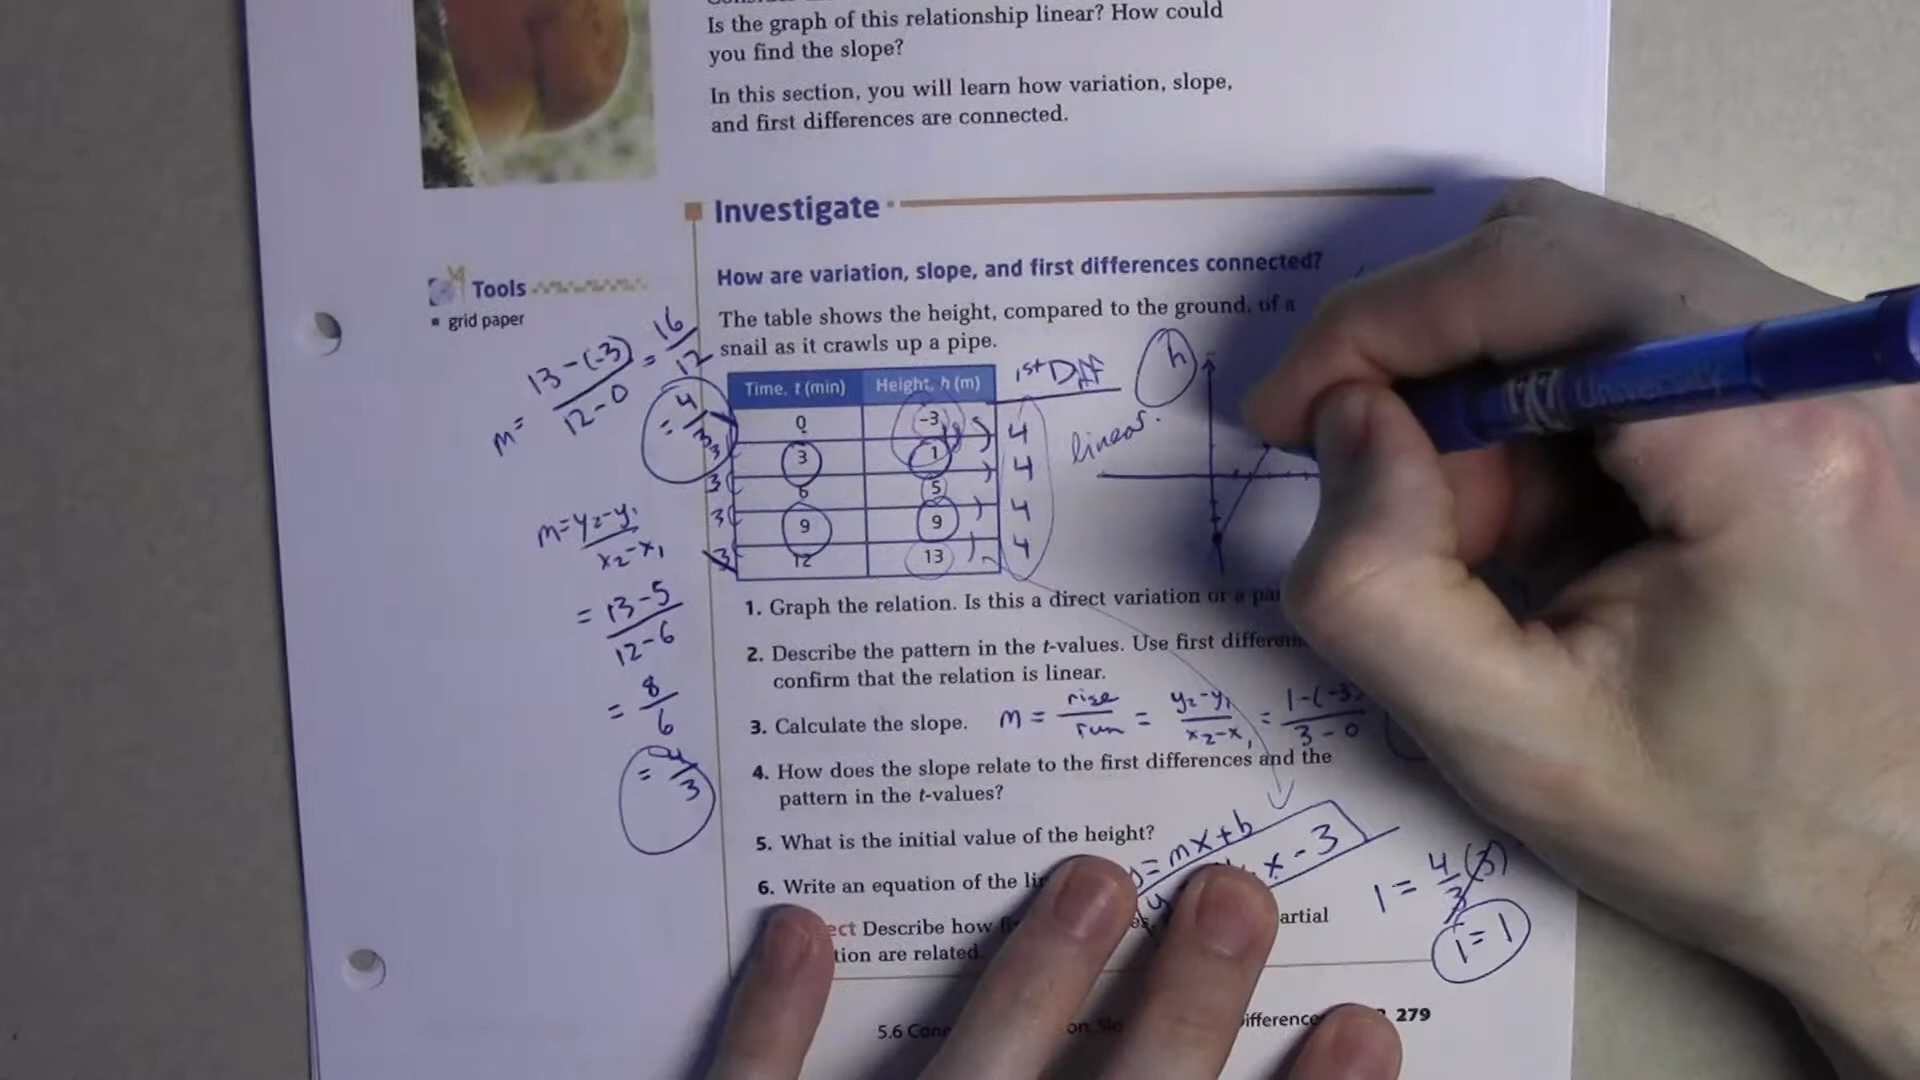 Is the graph of this relationship linear? How could
you find the slope?
In this section, you will learn how variation, slope,
and first differences are connected.
Investigate
Tools
grid paper
How are variation, slope, and first differences connected?
The table shows the height, compared to the ground, of a
snail as it crawls up a pipe.
Time, t (min) Height, h (m) 1st Diff
0 -3 4
3 1 4
6 5 4
9 9 4
12 13
3
3
3
3
linear.
h
m= 13-(-3) / 12-0 = 16/12
= 4/3
m= y2-y1 / x2-x1
= 13-5 / 12-6
= 8/6
= 4/3
1. Graph the relation. Is this a direct variation or a
2. Describe the pattern in the t-values. Use first
confirm that the relation is linear.
3. Calculate the slope. m = rise/run = y2-y1 / x2-x1 = 1-(-3) / 3-0
4. How does the slope relate to the first differences and the
pattern in the t-values?
5. What is the initial value of the height?
y=mx+b
x-3
1= 4/3(3)
1=1
6. Write an equation of the
Describe how
are related.
5.6
279
University